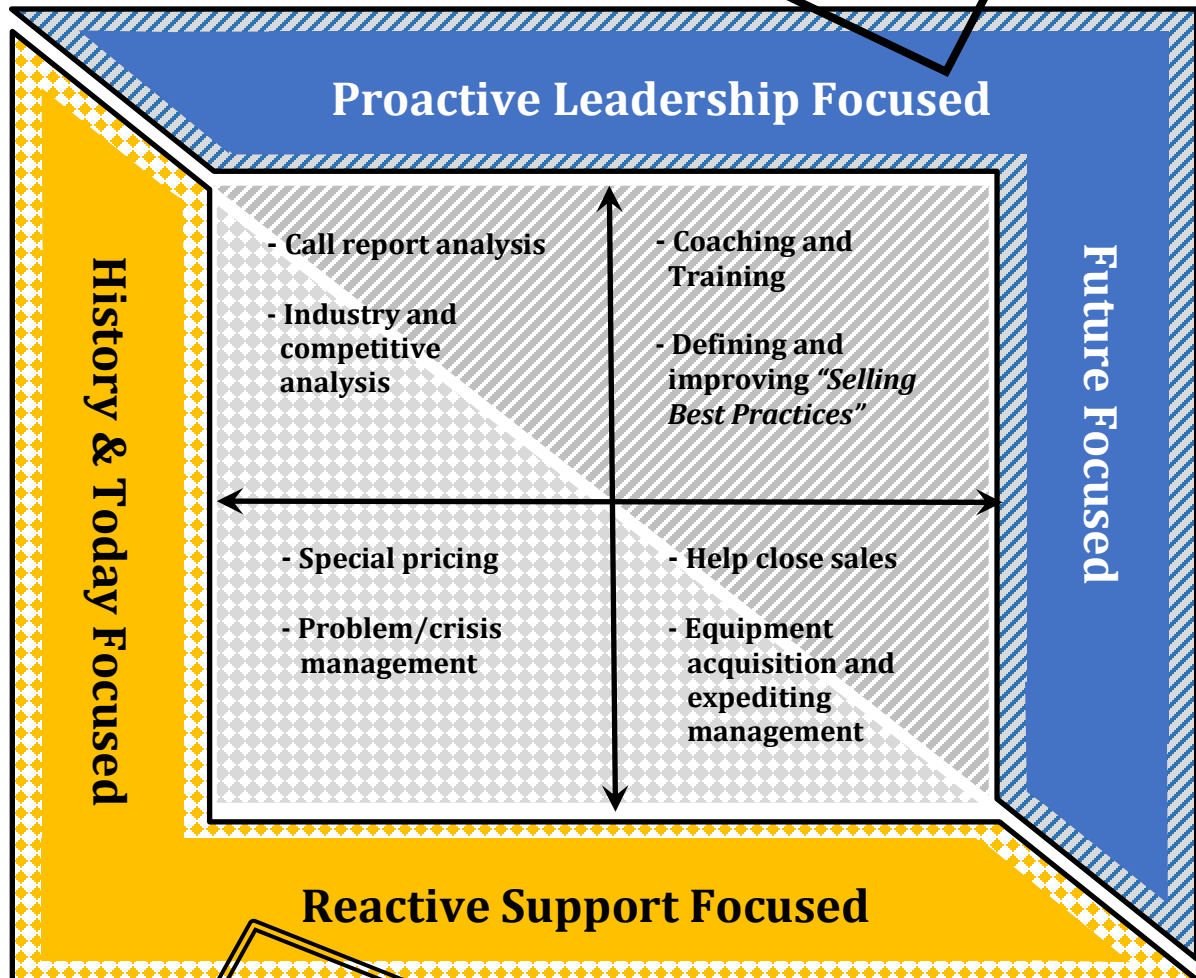 Proactive Leadership Focused
History & Today Focused
- Call report analysis
- Industry and
competitive
analysis
- Coaching and
Training
- Defining and
improving “Selling
Best Practices”
Future Focused
- Special pricing
- Problem/crisis
management
- Help close sales
- Equipment
acquisition and
expediting
management
Reactive Support Focused